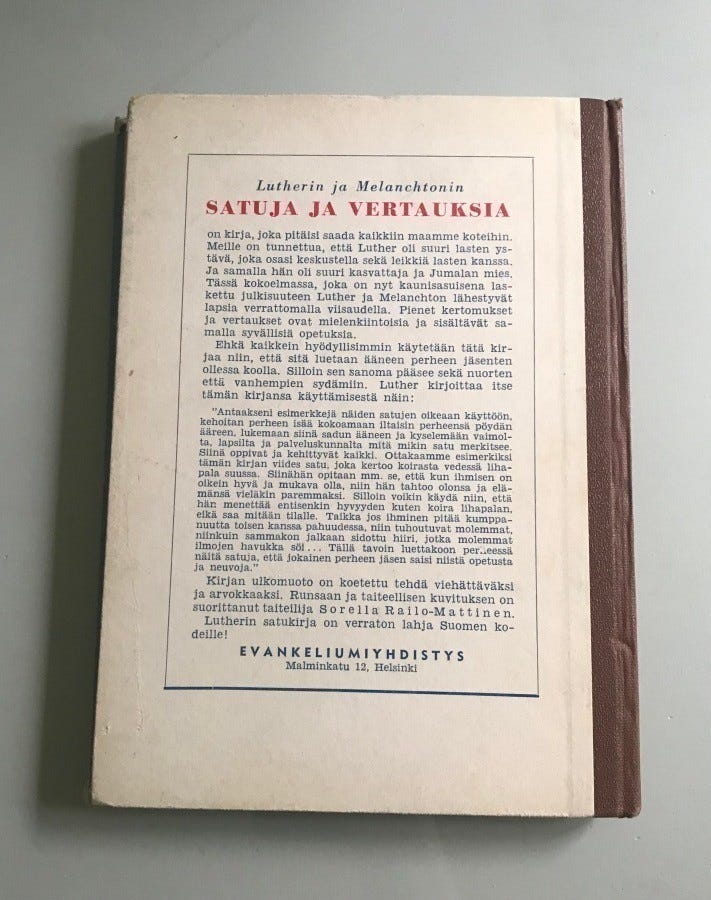 Lutherin ja Melanchtonin
SATUJA JA VERTAUKSIA
on kirja, joka pitäisi saada kaikkiin maamme koteihin.
Meille on tunnettua, että Luther oli suuri lasten ys-
tävä, joka osasi keskustella sekä leikkiä lasten kanssa.
Ja samalla hän oli suuri kasvattaja ja Jumalan mies.
Tässä kokoelmassa, joka on nyt kaunisasuisena las-
kettu julkisuuteen Luther ja Melanchton lähestyvät
lapsia verrattomalla viisaudella. Pienet kertomukset
ja vertaukset ovat mielenkiintoisia ja sisältävät sa-
malla syvällisiä opetuksia.
Ehkä kaikkein hyödyllisimmin käytetään tätä kir-
jaa niin, että sitä luetaan ääneen perheen jäsenten
ollessa koolla. Silloin sen sanoma pääsee sekä nuorten
että vanhempien sydämiin. Luther kirjoittaa itse
tämän kirjansa käyttämisestä näin:
"Antaakseni esimerkkejä näiden satujen oikeaan käyttöön,
kehoitan perheen isää kokoamaan iltaisin perheensä pöydän
ääreen, lukemaan siinä sadun ääneen ja kyselemään vaimol-
ta, lapsilta ja palveluskunnalta mitä mikin satu merkitsee.
Siinä oppivat ja kehittyvät kaikki. Ottakaamme esimerkiksi
tämän kirjan viides satu, joka kertoo koirasta vedessä liha-
pala suussa. Siinähän opitaan mm. se, että kun ihmisen on
oikein hyvä ja mukava olla, niin hän tahtoo olonsa ja elä-
mänsä vieläkin paremmaksi. Silloin voikin käydä niin, että
hän menettää entisenkin hyvyyden kuten koira lihapalan,
eikä saa mitään tilalle. Taikka jos ihminen pitää kumppa-
nuutta toisen kanssa pahuudessa, niin tuhoutuvat molemmat,
niinkuin sammakon jalkaan sidottu hiiri, jotka molemmat
ilmojen havukka söi... Tällä tavoin luettakoon perheessä
näitä satuja, että jokainen perheen jäsen saisi niistä opetusta
ja neuvoja."
Kirjan ulkomuoto on koetettu tehdä viehättäväksi
ja arvokkaaksi. Runsaan ja taiteellisen kuvituksen on
suorittanut taiteilija Sorella Railo-Mattinen.
Lutherin satukirja on verraton lahja Suomen ko-
deille!
EVANKELIUMIYHDISTYS
Malminkatu 12, Helsinki